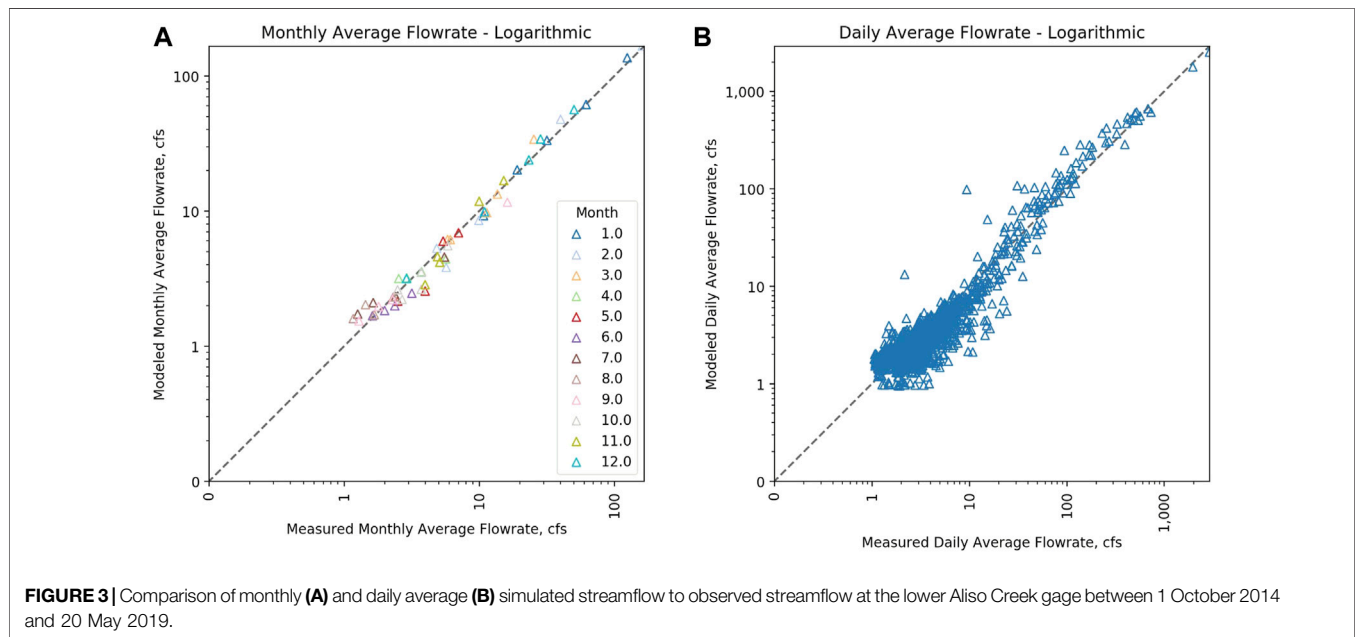 A
Monthly Average Flowrate - Logarithmic
Modeled Monthly Average Flowrate, cfs
100
10
1
0
0
1
10
100
Measured Monthly Average Flowrate, cfs
Month
1.0
2.0
3.0
4.0
5.0
6.0
7.0
8.0
9.0
10.0
11.0
12.0
B
Daily Average Flowrate - Logarithmic
Modeled Daily Average Flowrate, cfs
1,000
100
10
1
0
0
1
10
100
1,000
Measured Daily Average Flowrate, cfs
FIGURE 3 | Comparison of monthly (A) and daily average (B) simulated streamflow to observed streamflow at the lower Aliso Creek gage between 1 October 2014
and 20 May 2019.